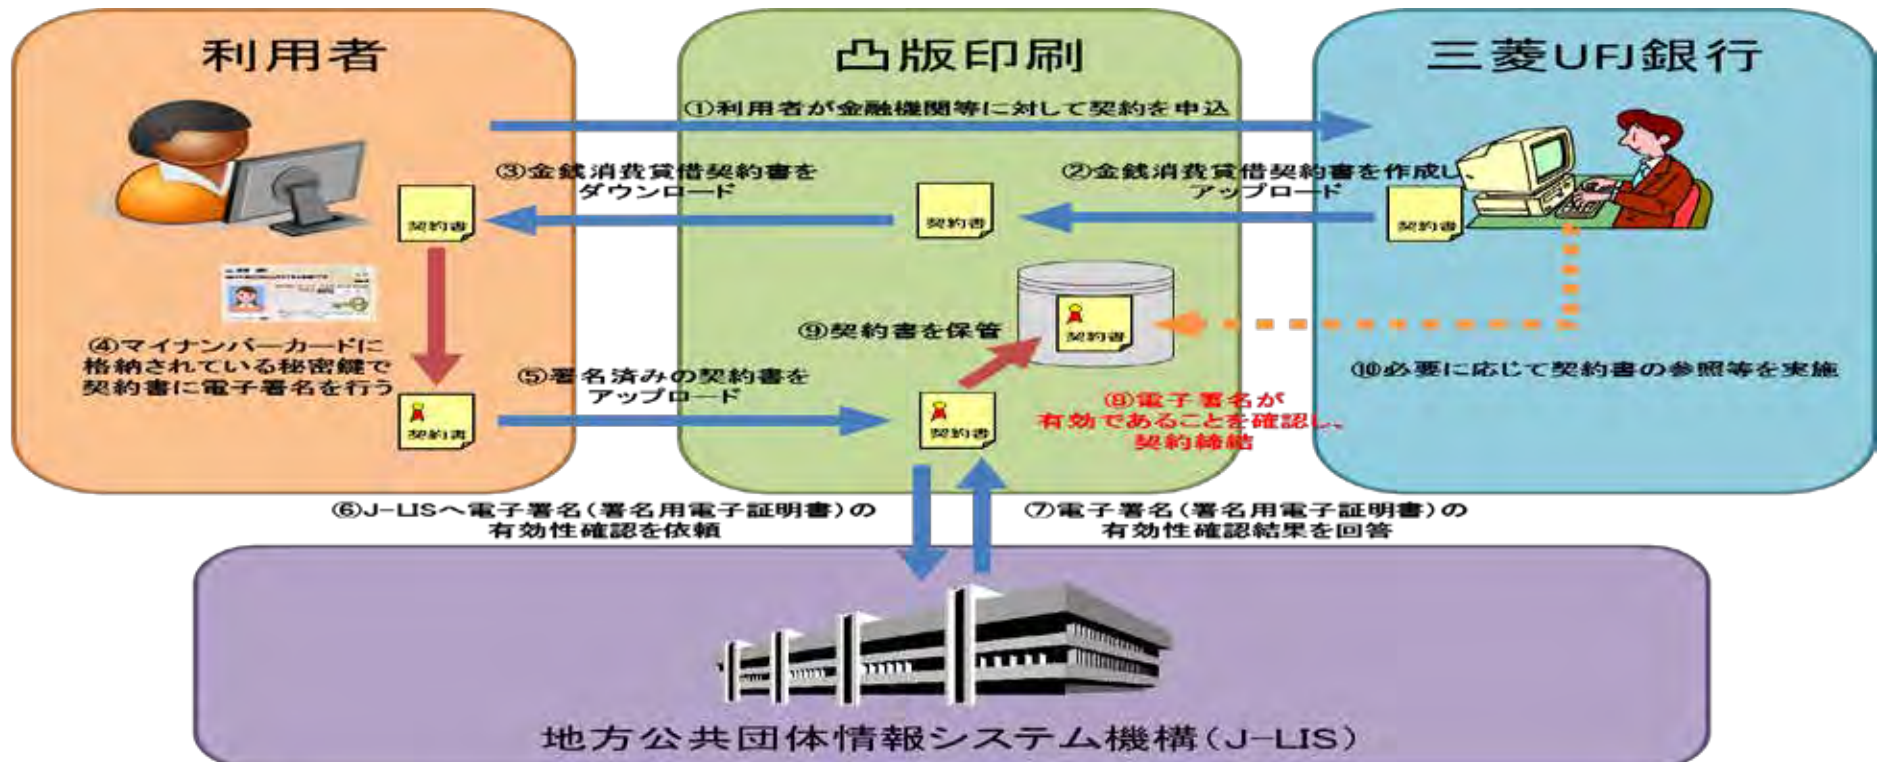 利用者
凸版印刷
三菱UFJ銀行
①利用者が金融機関等に対して契約を申込
③金銭消費貸借契約書を
ダウンロード
②金銭消費貸借契約書を作成し
アップロード
契約書
契約書
契約書
④マイナンバーカードに
格納されている秘密鍵で
契約書に電子署名を行う
⑨契約書を保管
契約書
⑩必要に応じて契約書の参照等を実施
⑤署名済みの契約書を
アップロード
契約書
契約書
⑧電子署名が
有効であることを確認し、
契約締結
⑥J-LISへ電子署名(署名用電子証明書)の
有効性確認を依頼
⑦電子署名(署名用電子証明書)の
有効性確認結果を回答
地方公共団体情報システム機構(J-LIS)